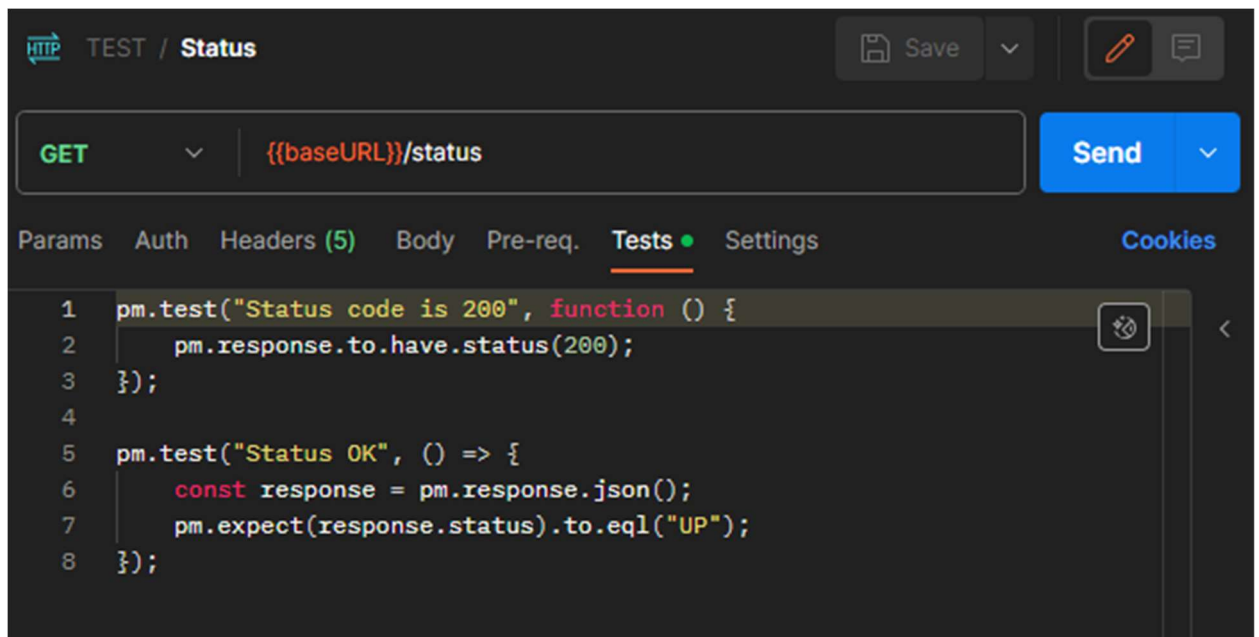 HTTP TEST / Status Save
GET {{baseURL}}/status Send
Params Auth Headers (5) Body Pre-req. Tests Settings Cookies
1 pm.test("Status code is 200", function () {
2 pm.response.to.have.status(200);
3 });
4
5 pm.test("Status OK", () => {
6 const response = pm.response.json();
7 pm.expect(response.status).to.eql("UP");
8 });